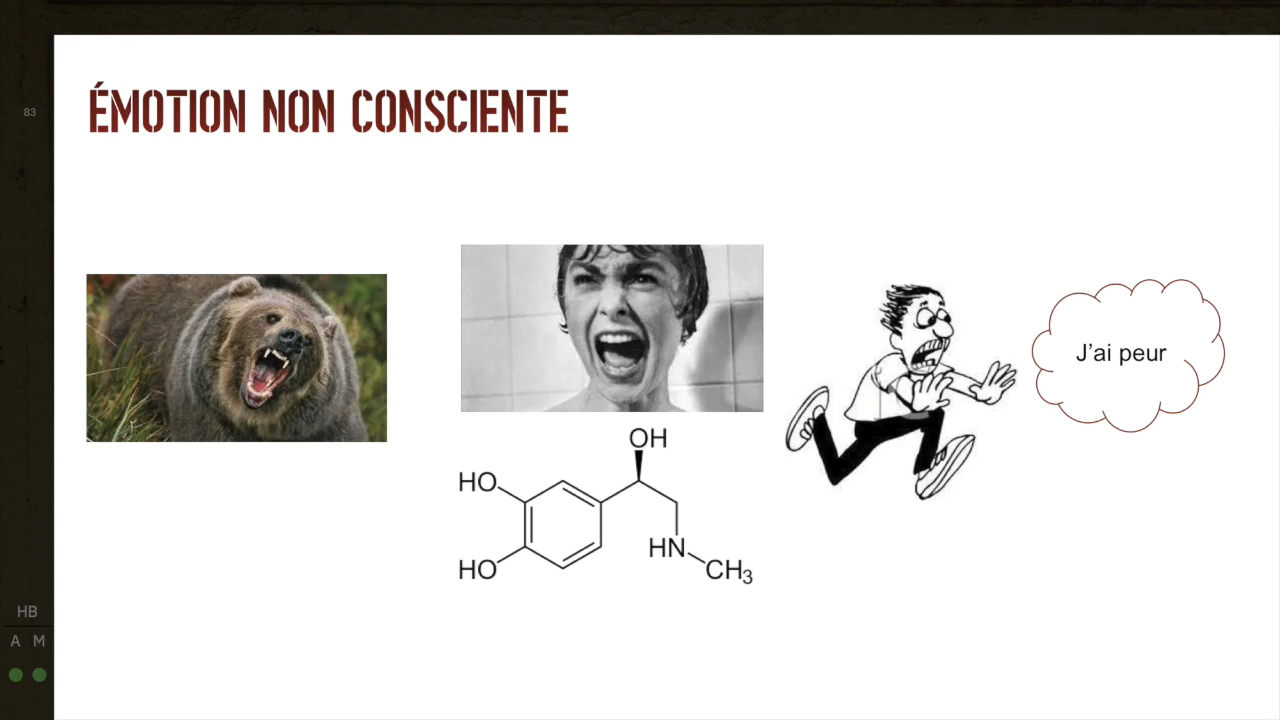 83
ÉMOTION NON CONSCIENTE
J'ai peur
OH
HO
HN
HO
CH3
HB
A M